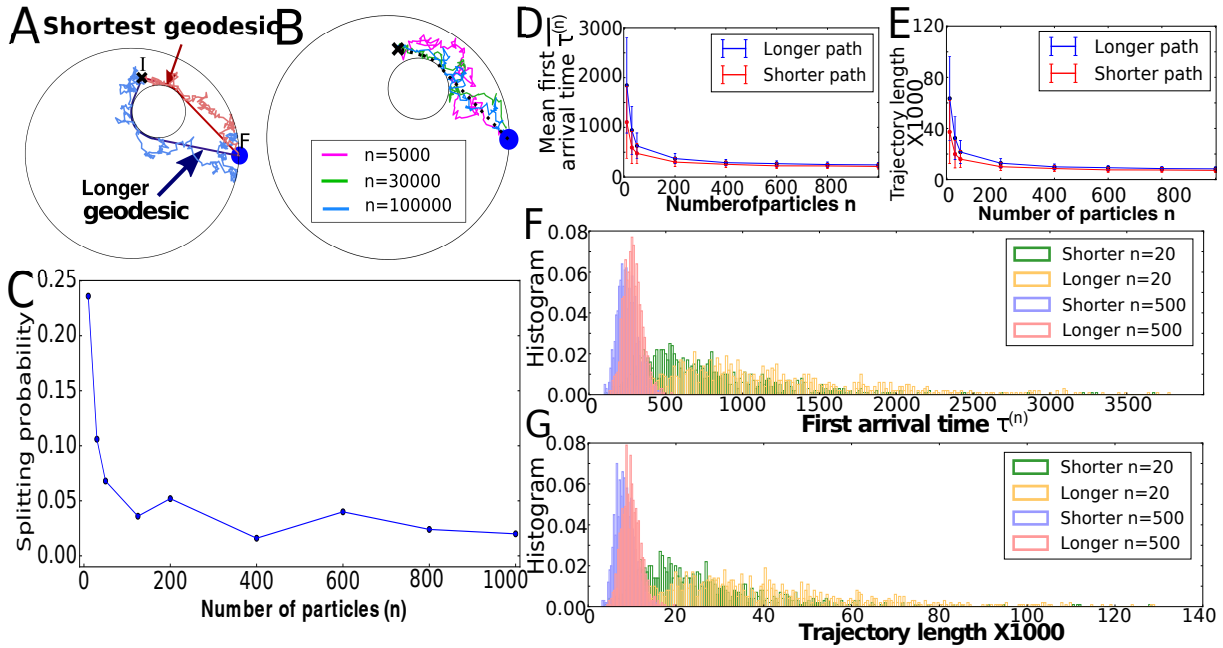 A
Shortest geodesic
I
F
Longer
geodesic
B
n=5000
n=30000
n=100000
C
Splitting probability
0.25
0.20
0.15
0.10
0.05
0.00
0
200
400
600
800
1000
Number of particles (n)
D
Mean first
arrival time τ̅⁽ⁿ⁾
3000
2000
1000
0
Longer path
Shorter path
0
200
400
600
800
Numberofparticles n
E
Trajectory length
X1000
120
80
40
0
Longer path
Shorter path
0
200
400
600
800
Number of particles n
F
Histogram
0.08
0.06
0.04
0.02
0.00
Shorter n=20
Longer n=20
Shorter n=500
Longer n=500
0
500
1000
1500
2000
2500
3000
3500
First arrival time τ⁽ⁿ⁾
G
Histogram
0.08
0.06
0.04
0.02
0.00
Shorter n=20
Longer n=20
Shorter n=500
Longer n=500
20
40
60
80
100
120
140
Trajectory length X1000